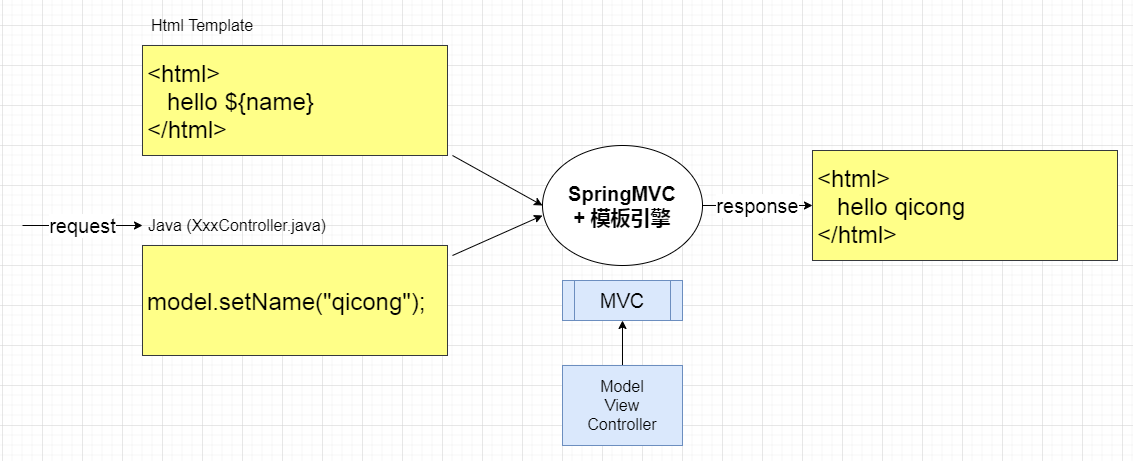 Html Template
<html>
hello ${name}
</html>
request
Java (XxxController.java)
model.setName("qicong");
SpringMVC
+ 模板引擎
response
<html>
hello qicong
</html>
MVC
Model
View
Controller